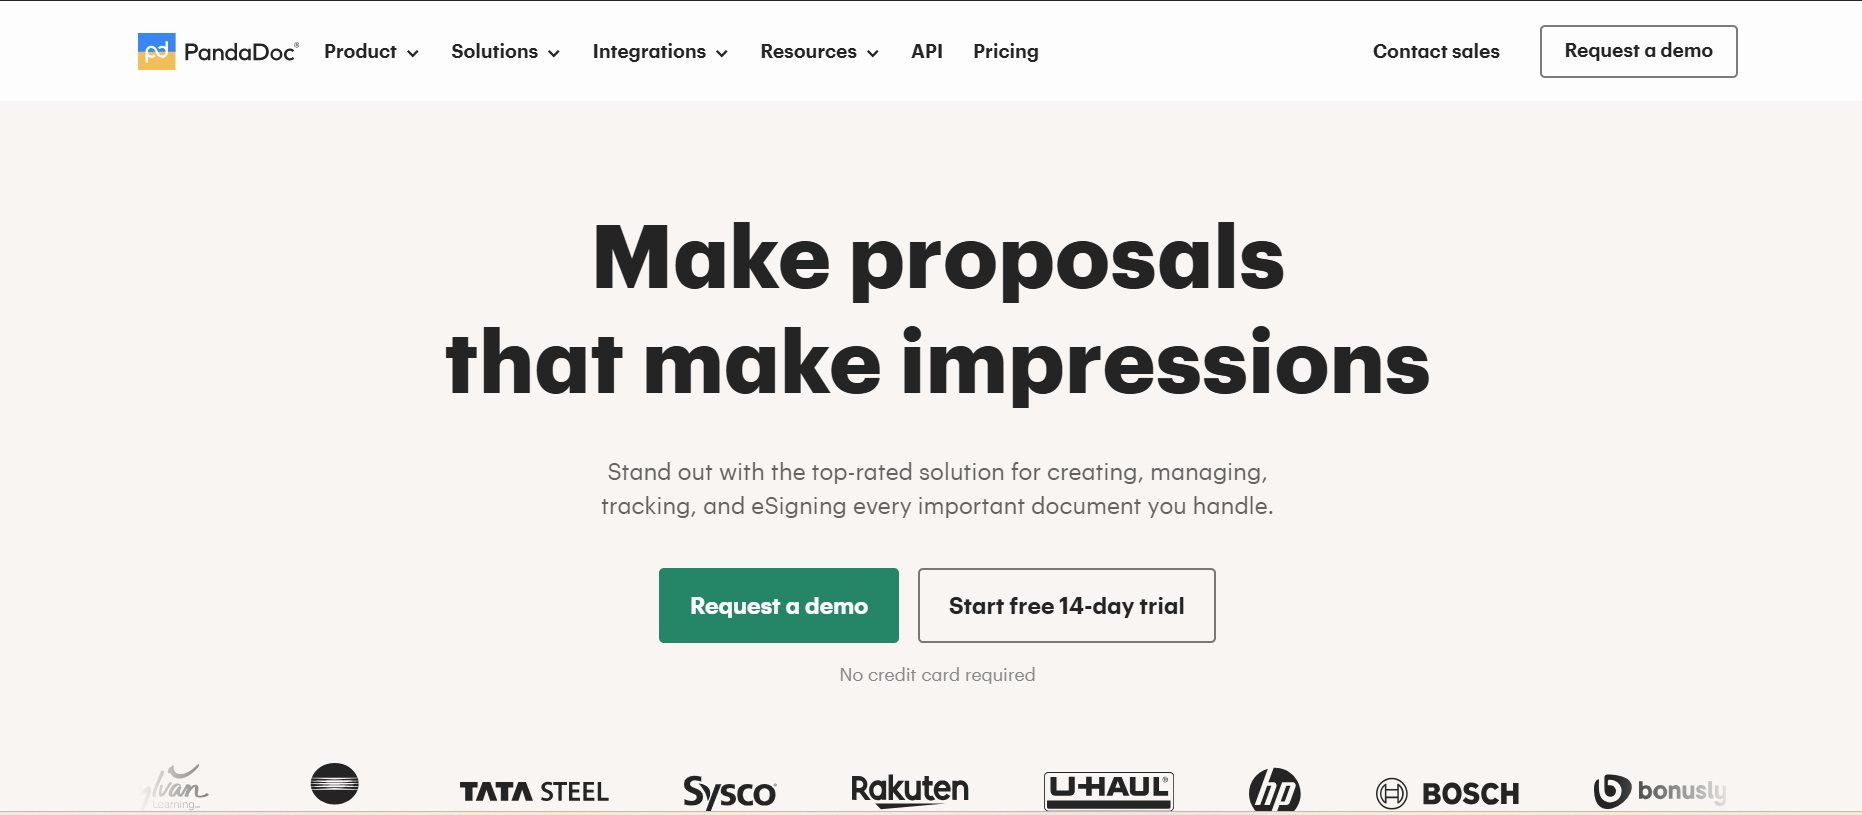 pd PandaDoc®
Product
Solutions
Integrations
Resources
API
Pricing
Contact sales
Request a demo
Make proposals
that make impressions
Stand out with the top-rated solution for creating, managing,
tracking, and eSigning every important document you handle.
Request a demo
Start free 14-day trial
No credit card required
ylvan
Learning
TATA STEEL
Sysco
Rakuten
U-HAUL®
hp
BOSCH
b bonusly